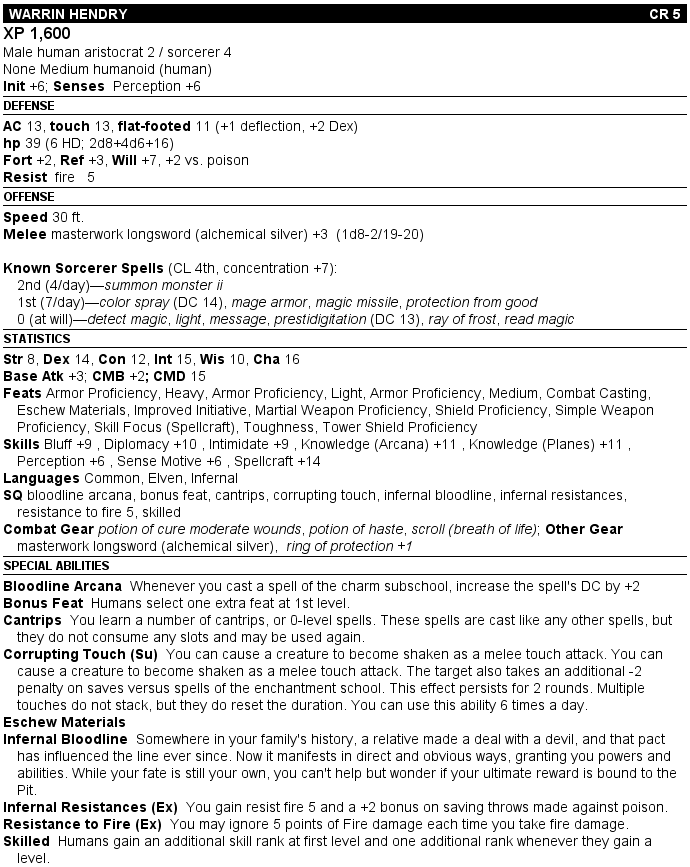 WARRIN HENDRY CR 5
XP 1,600
Male human aristocrat 2 / sorcerer 4
None Medium humanoid (human)
Init +6; Senses Perception +6
DEFENSE
AC 13, touch 13, flat-footed 11 (+1 deflection, +2 Dex)
hp 39 (6 HD; 2d8+4d6+16)
Fort +2, Ref +3, Will +7, +2 vs. poison
Resist fire 5
OFFENSE
Speed 30 ft.
Melee masterwork longsword (alchemical silver) +3 (1d8-2/19-20)
Known Sorcerer Spells (CL 4th, concentration +7):
2nd (4/day)—summon monster ii
1st (7/day)—color spray (DC 14), mage armor, magic missile, protection from good
0 (at will)—detect magic, light, message, prestidigitation (DC 13), ray of frost, read magic
STATISTICS
Str 8, Dex 14, Con 12, Int 15, Wis 10, Cha 16
Base Atk +3; CMB +2; CMD 15
Feats Armor Proficiency, Heavy, Armor Proficiency, Light, Armor Proficiency, Medium, Combat Casting,
Eschew Materials, Improved Initiative, Martial Weapon Proficiency, Shield Proficiency, Simple Weapon
Proficiency, Skill Focus (Spellcraft), Toughness, Tower Shield Proficiency
Skills Bluff +9 , Diplomacy +10 , Intimidate +9 , Knowledge (Arcana) +11 , Knowledge (Planes) +11 ,
Perception +6 , Sense Motive +6 , Spellcraft +14
Languages Common, Elven, Infernal
SQ bloodline arcana, bonus feat, cantrips, corrupting touch, infernal bloodline, infernal resistances,
resistance to fire 5, skilled
Combat Gear potion of cure moderate wounds, potion of haste, scroll (breath of life); Other Gear
masterwork longsword (alchemical silver), ring of protection +1
SPECIAL ABILITIES
Bloodline Arcana Whenever you cast a spell of the charm subschool, increase the spell's DC by +2
Bonus Feat Humans select one extra feat at 1st level.
Cantrips You learn a number of cantrips, or 0-level spells. These spells are cast like any other spells, but
they do not consume any slots and may be used again.
Corrupting Touch (Su) You can cause a creature to become shaken as a melee touch attack. You can
cause a creature to become shaken as a melee touch attack. The target also takes an additional -2
penalty on saves versus spells of the enchantment school. This effect persists for 2 rounds. Multiple
touches do not stack, but they do reset the duration. You can use this ability 6 times a day.
Eschew Materials
Infernal Bloodline Somewhere in your family's history, a relative made a deal with a devil, and that pact
has influenced the line ever since. Now it manifests in direct and obvious ways, granting you powers and
abilities. While your fate is still your own, you can't help but wonder if your ultimate reward is bound to the
Pit.
Infernal Resistances (Ex) You gain resist fire 5 and a +2 bonus on saving throws made against poison.
Resistance to Fire (Ex) You may ignore 5 points of Fire damage each time you take fire damage.
Skilled Humans gain an additional skill rank at first level and one additional rank whenever they gain a
level.